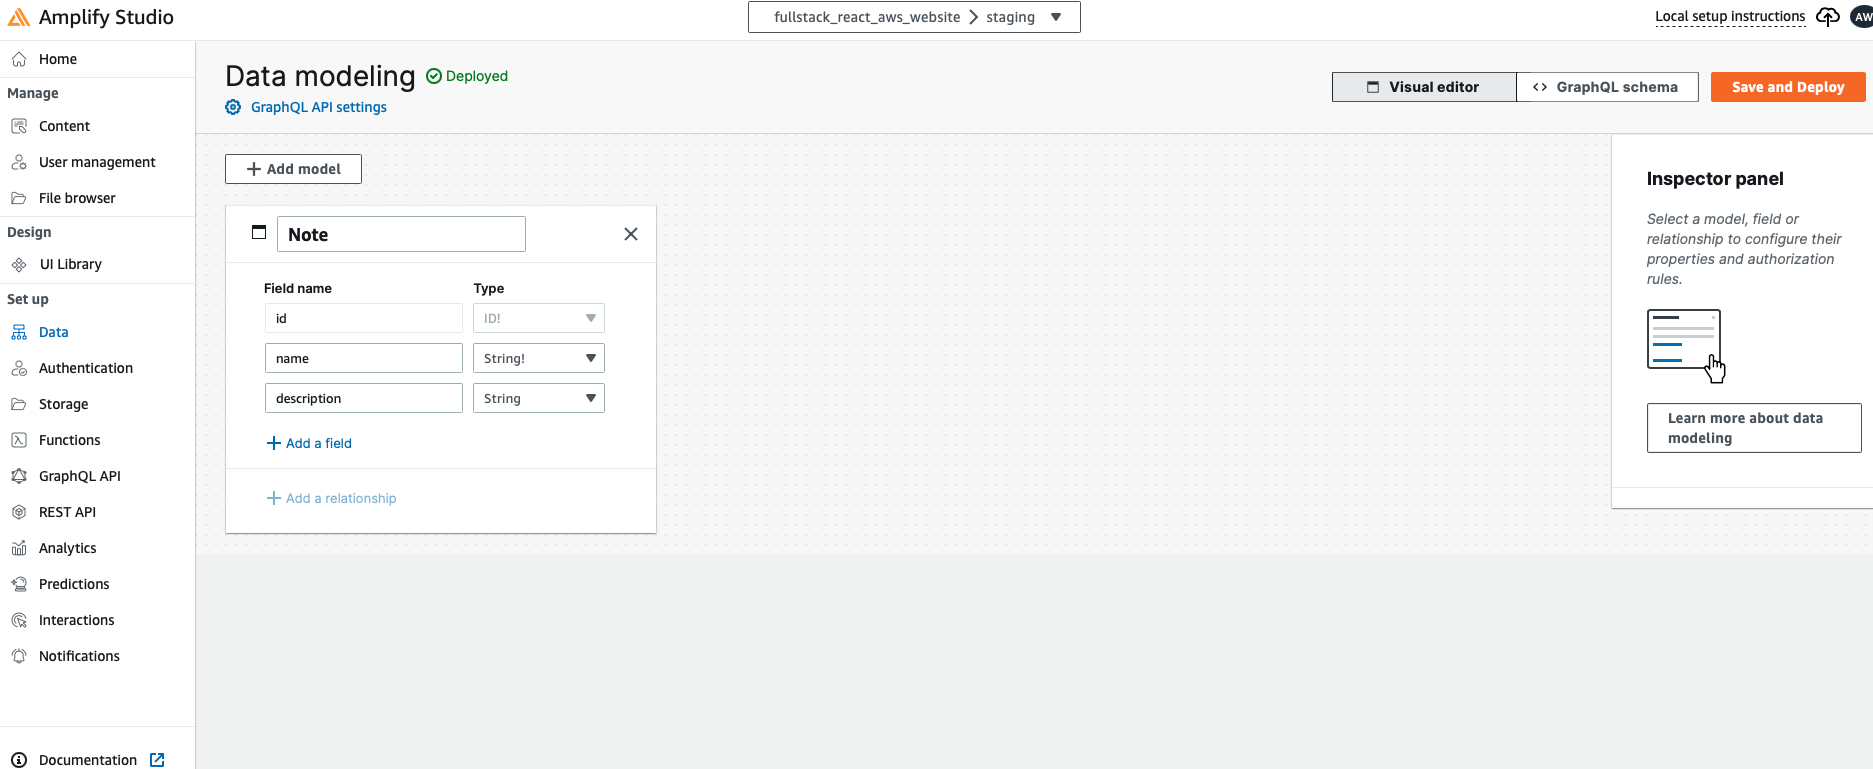 Amplify Studio
fullstack_react_aws_website
staging
Local setup instructions
AW
Home
Manage
Content
User management
File browser
Design
UI Library
Set up
Data
Authentication
Storage
Functions
GraphQL API
REST API
Analytics
Predictions
Interactions
Notifications
Documentation
Data modeling
Deployed
GraphQL API settings
Visual editor
<> GraphQL schema
Save and Deploy
+ Add model
Note
Field name Type
id ID!
name String!
description String
+ Add a field
+ Add a relationship
Inspector panel
Select a model, field or
relationship to configure their
properties and authorization
rules.
Learn more about data
modeling